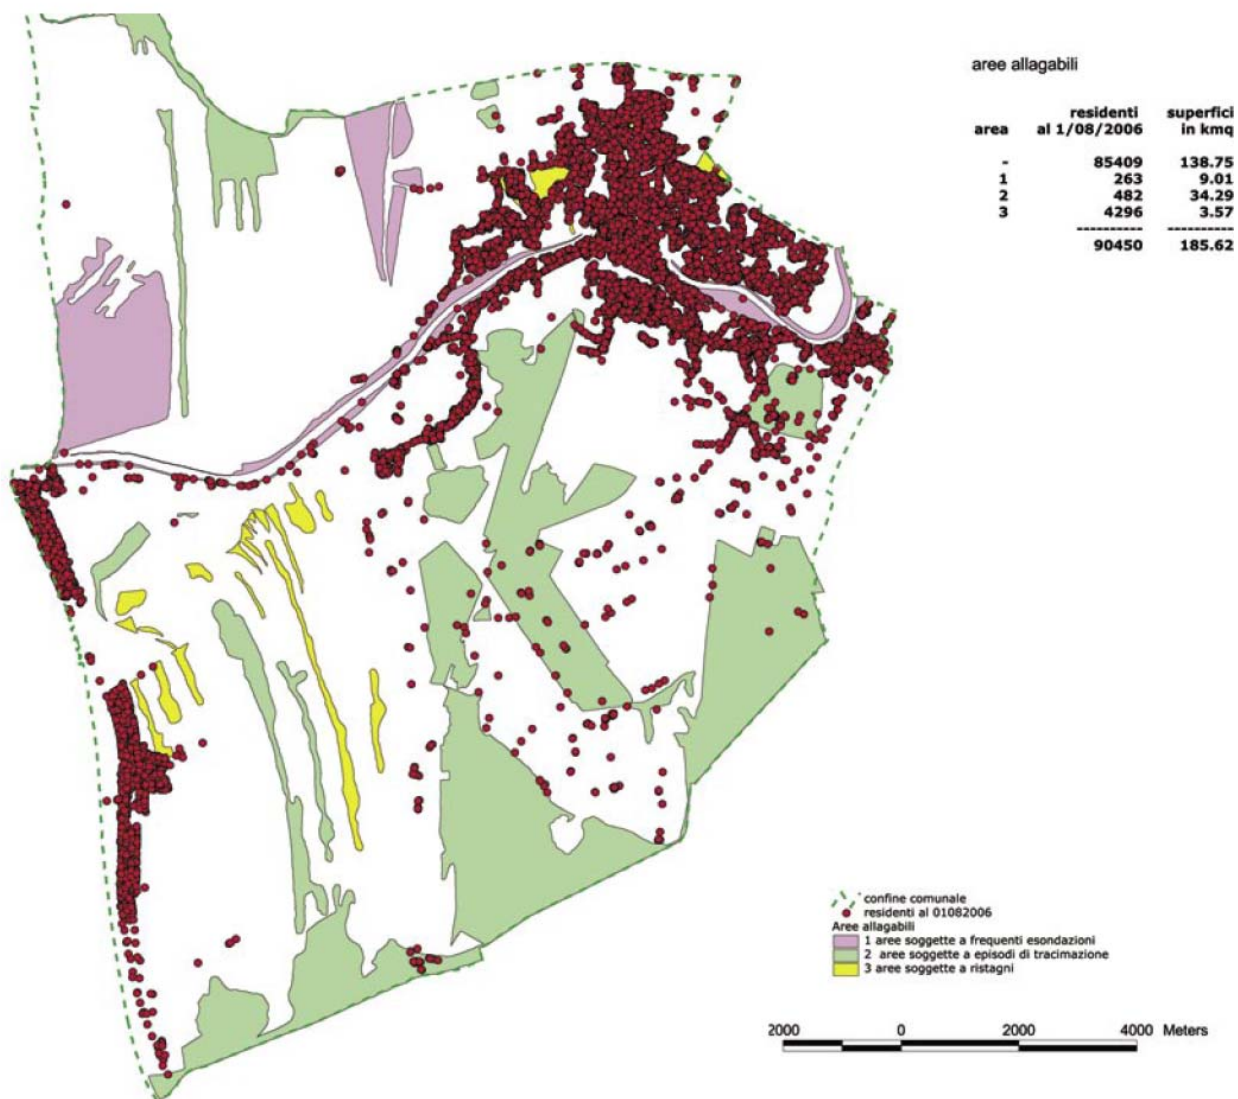 aree allagabili
residenti superfici
area al 1/08/2006 in kmq
- 85409 138.75
1 263 9.01
2 482 34.29
3 4296 3.57
---------- ----------
90450 185.62
confine comunale
residenti al 01082006
Aree allagabili
1 aree soggette a frequenti esondazioni
2 aree soggette a episodi di tracimazione
3 aree soggette a ristagni
2000 0 2000 4000 Meters